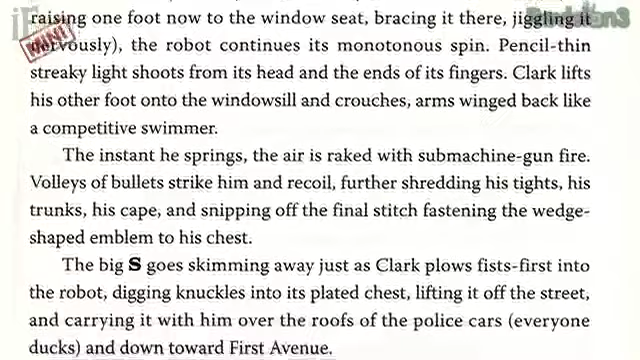 raising one foot now to the window seat, bracing it there, jiggling it
MINI
nervously), the robot continues its monotonous spin. Pencil-thin
streaky light shoots from its head and the ends of its fingers. Clark lifts
his other foot onto the windowsill and crouches, arms winged back like
a competitive swimmer.
The instant he springs, the air is raked with submachine-gun fire.
Volleys of bullets strike him and recoil, further shredding his tights, his
trunks, his cape, and snipping off the final stitch fastening the wedge-
shaped emblem to his chest.
The big S goes skimming away just as Clark plows fists-first into
the robot, digging knuckles into its plated chest, lifting it off the street,
and carrying it with him over the roofs of the police cars (everyone
ducks) and down toward First Avenue.